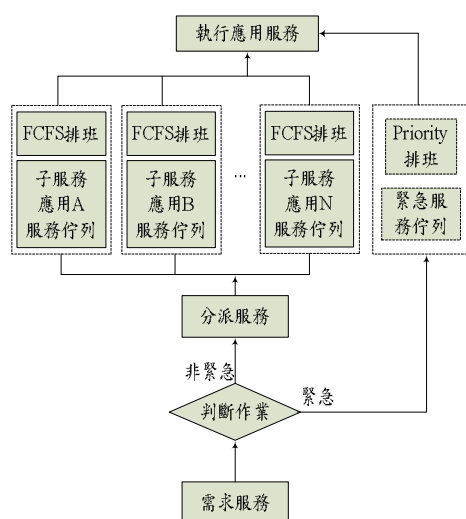 執行應用服務
FCFS排班
FCFS排班
FCFS排班
Priority
排班
子服務
應用A
服務佇列
子服務
應用B
服務佇列
...
子服務
應用N
服務佇列
緊急服
務佇列
分派服務
非緊急
緊急
判斷作業
需求服務